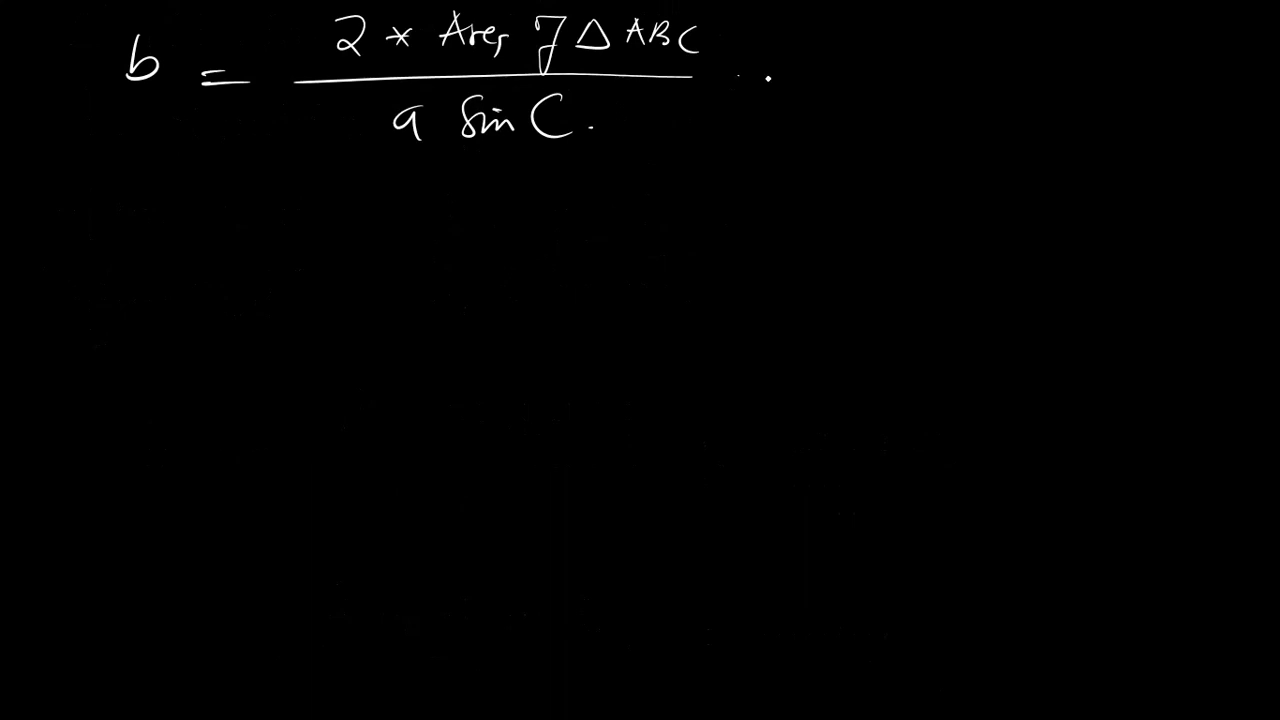 b = 2 * Area of △ ABC / a sin C.